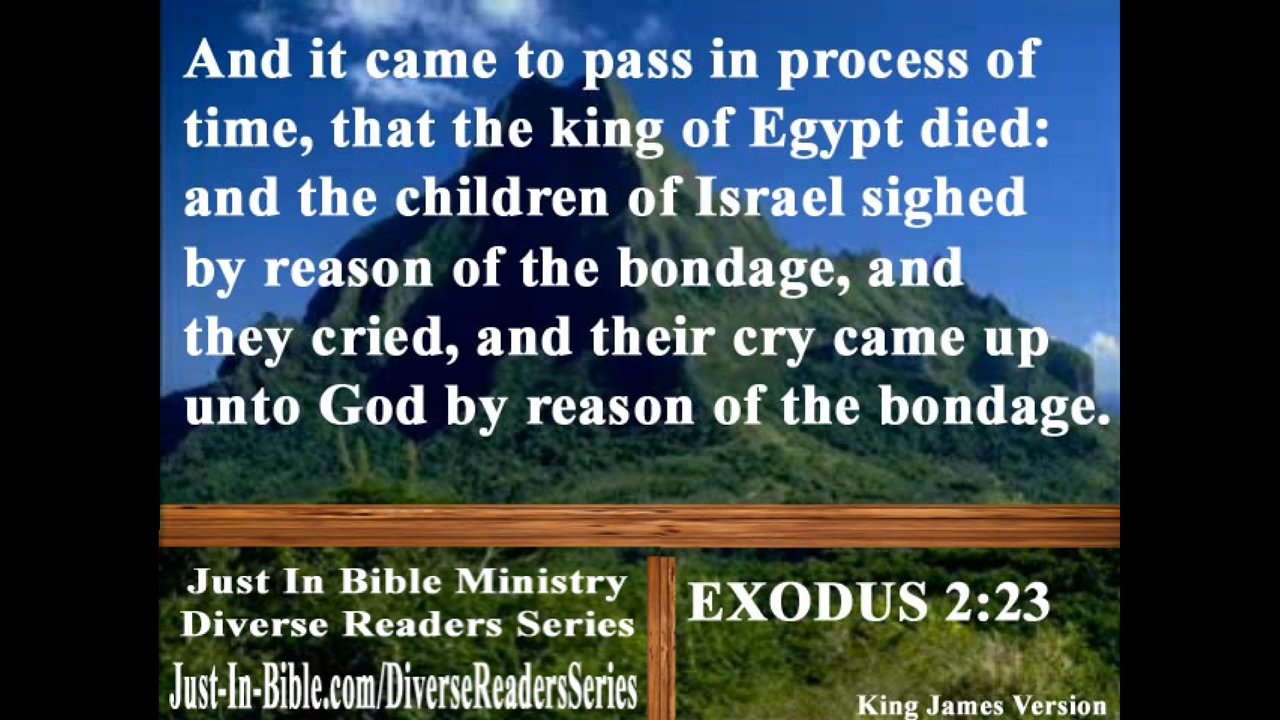 And it came to pass in process of
time, that the king of Egypt died:
and the children of Israel sighed
by reason of the bondage, and
they cried, and their cry came up
unto God by reason of the bondage.
Just In Bible Ministry
Diverse Readers Series
Just-In-Bible.com/DiverseReadersSeries
EXODUS 2:23
King James Version